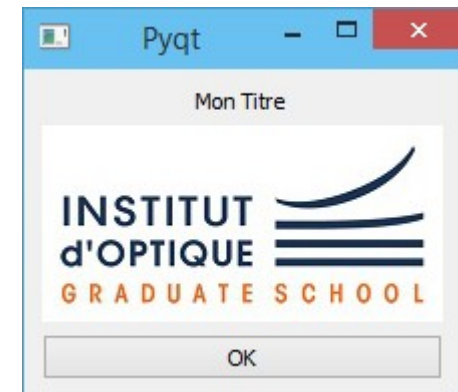 Pyqt
Mon Titre
INSTITUT
d'OPTIQUE
GRADUATE SCHOOL
OK